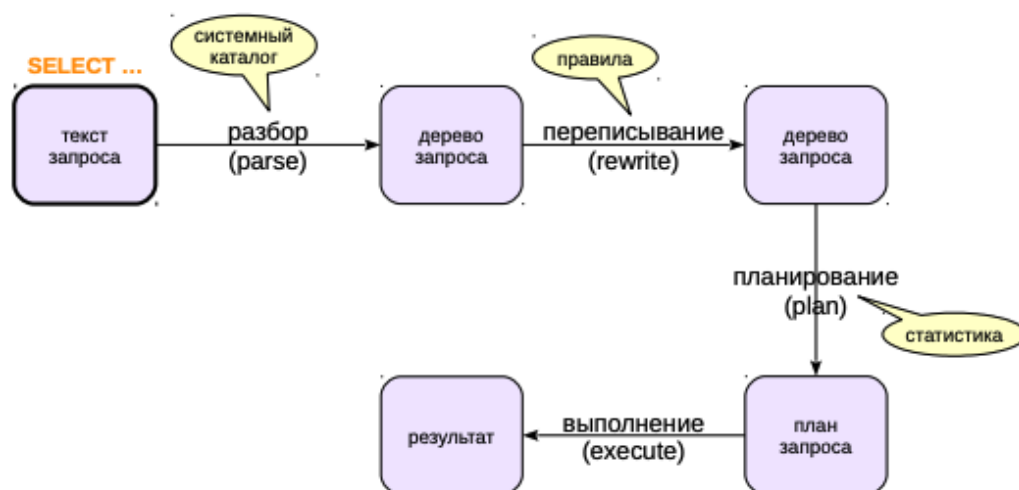 SELECT ...
системный
каталог
текст
запроса
разбор
(parse)
дерево
запроса
правила
переписывание
(rewrite)
дерево
запроса
планирование
(plan)
статистика
план
запроса
выполнение
(execute)
результат